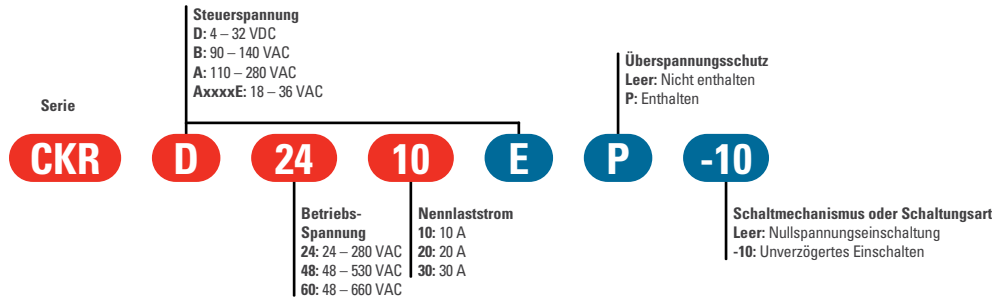 Steuerspannung
D: 4 – 32 VDC
B: 90 – 140 VAC
A: 110 – 280 VAC
AxxxxE: 18 – 36 VAC
Überspannungsschutz
Leer: Nicht enthalten
P: Enthalten
Serie
CKR D 24 10 E P -10
Betriebs-
Spannung
24: 24 – 280 VAC
48: 48 – 530 VAC
60: 48 – 660 VAC
Nennlaststrom
10: 10 A
20: 20 A
30: 30 A
Schaltmechanismus oder Schaltungsart
Leer: Nullspannungseinschaltung
-10: Unverzögertes Einschalten